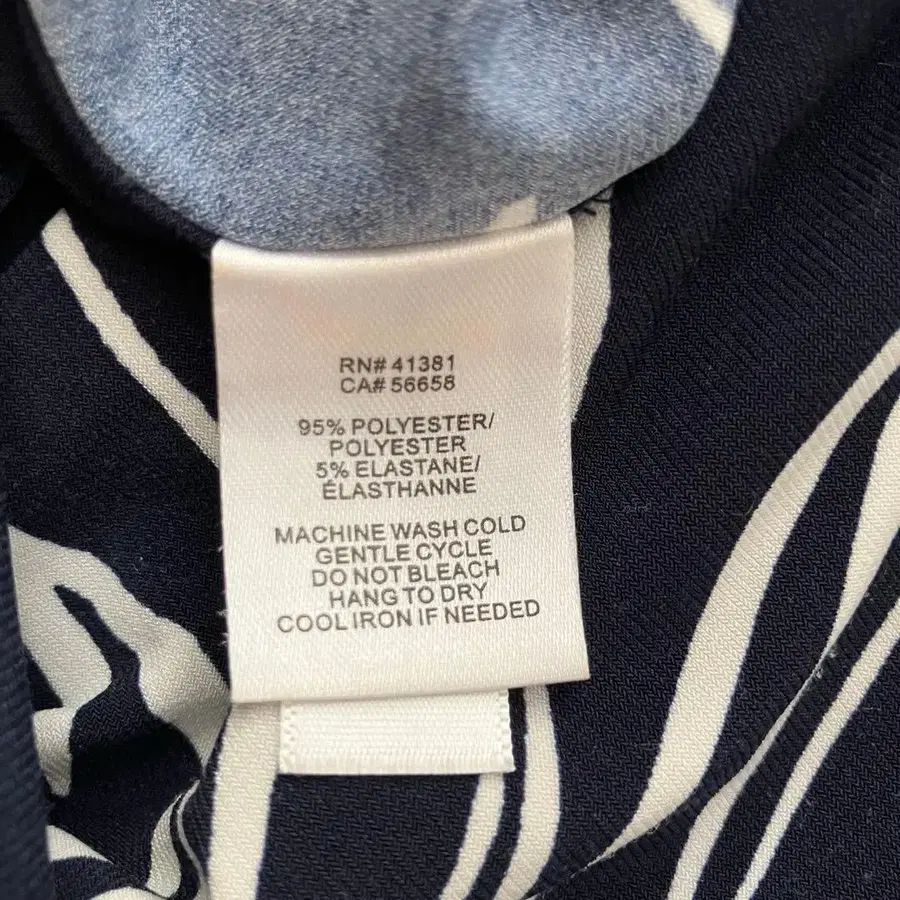 RN# 41381
CA# 56658
95% POLYESTER/
POLYESTER
5% ELASTANE/
ÉLASTHANNE
MACHINE WASH COLD
GENTLE CYCLE
DO NOT BLEACH
HANG TO DRY
COOL IRON IF NEEDED